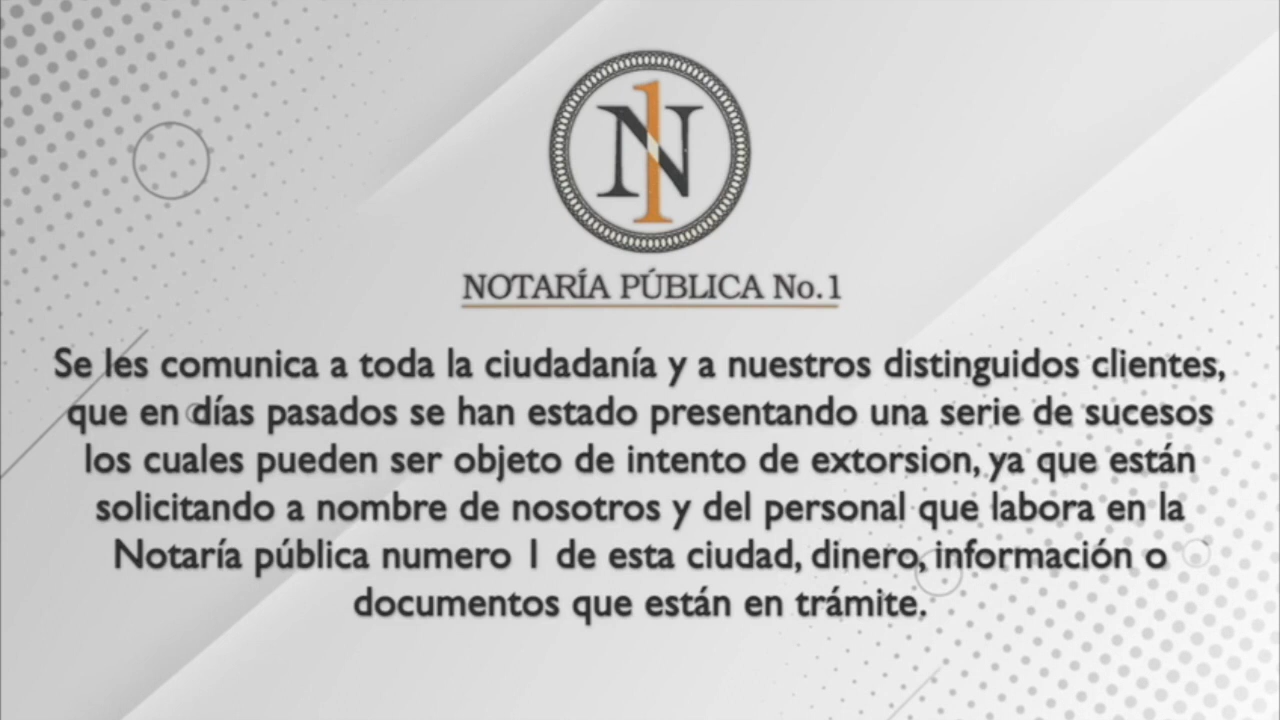 N1
NOTARÍA PÚBLICA No.1
Se les comunica a toda la ciudadanía y a nuestros distinguidos clientes,
que en días pasados se han estado presentando una serie de sucesos
los cuales pueden ser objeto de intento de extorsion, ya que están
solicitando a nombre de nosotros y del personal que labora en la
Notaría pública numero 1 de esta ciudad, dinero, información o
documentos que están en trámite.